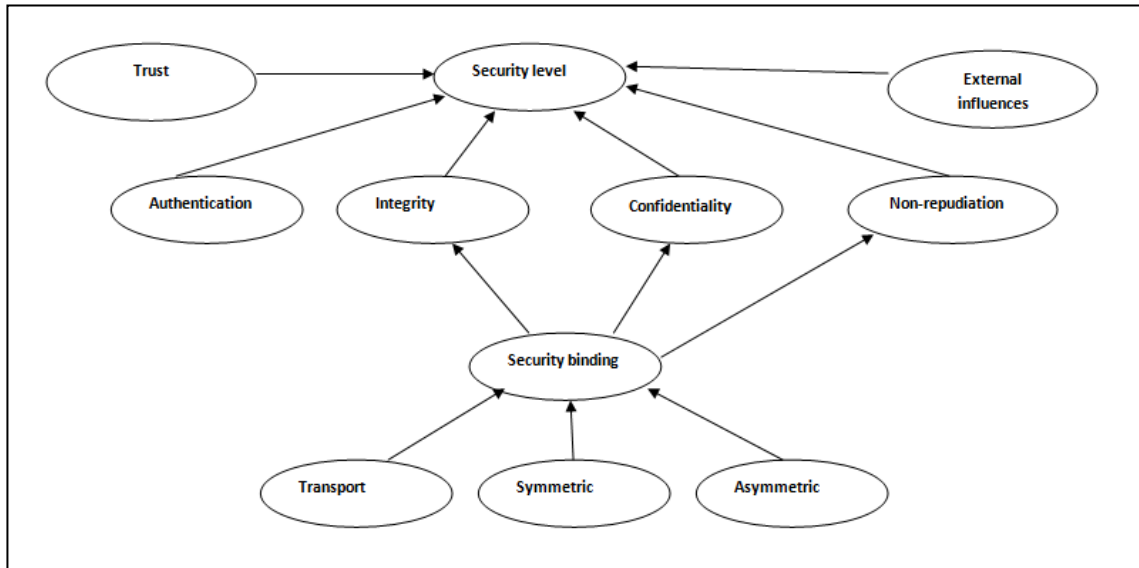 Trust
Security level
External
influences
Authentication
Integrity
Confidentiality
Non-repudiation
Security binding
Transport
Symmetric
Asymmetric